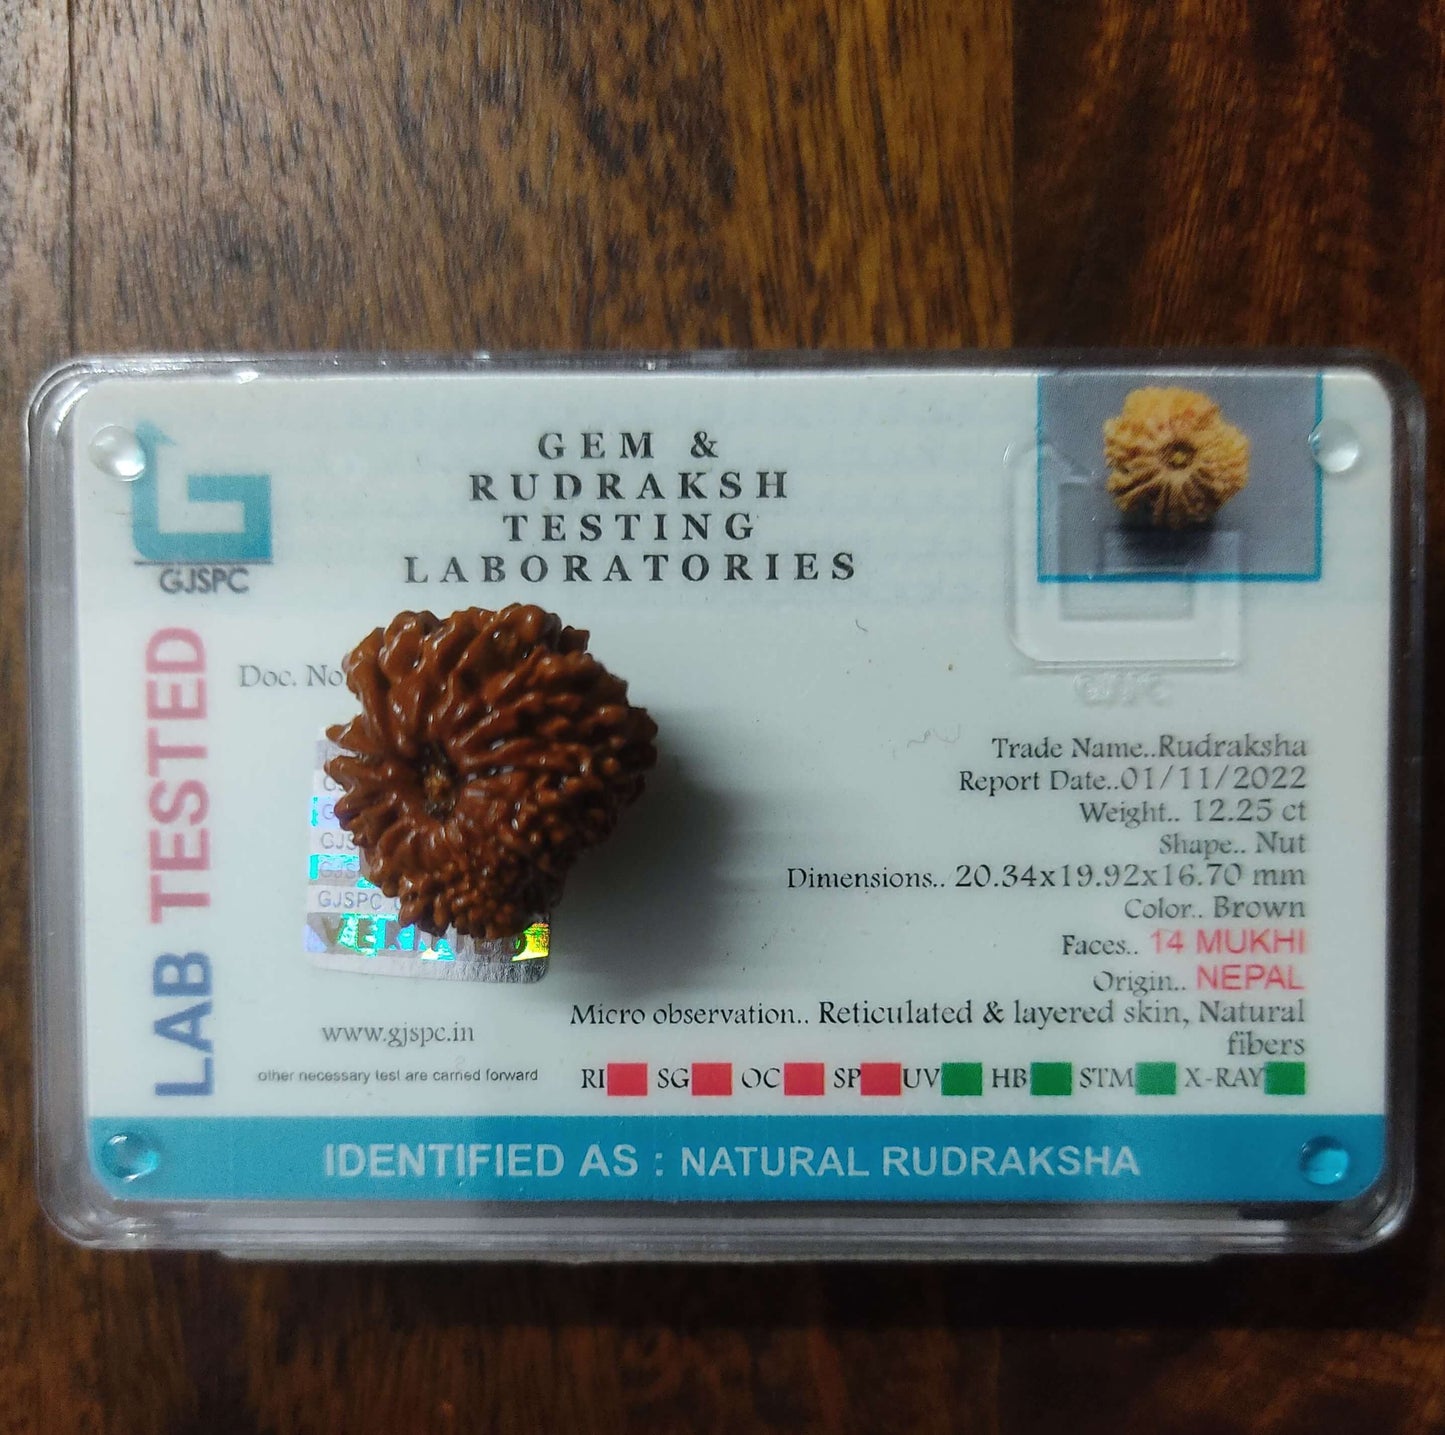 GEM &
RUDRAKSH
TESTING
LABORATORIES
GJSPC
LAB TESTED
Doc. No
GJSPC
Trade Name..Rudraksha
Report Date..01/11/2022
Weight.. 12.25 ct
Shape.. Nut
Dimensions.. 20.34x19.92x16.70 mm
Color.. Brown
Faces.. 14 MUKHI
Origin.. NEPAL
Micro observation.. Reticulated & layered skin, Natural
fibers
GJSPC
www.gjspc.in
other necessary test are carried forward
RI SG OC SP UV HB STM X-RAY
IDENTIFIED AS : NATURAL RUDRAKSHA